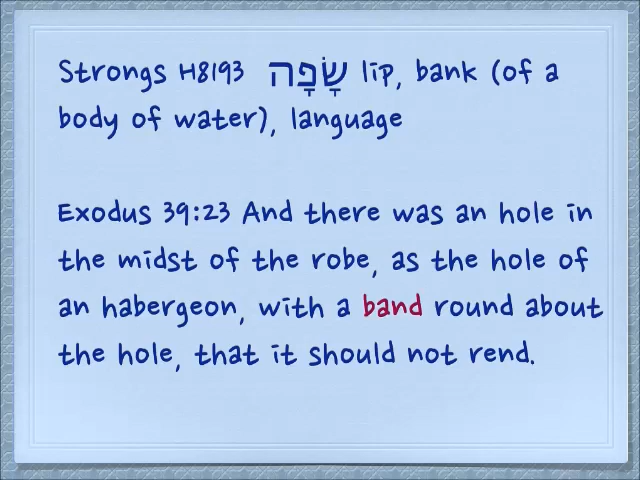 Strongs H8193 שָׂפָה lip, bank (of a
body of water), language
Exodus 39:23 And there was an hole in
the midst of the robe, as the hole of
an habergeon, with a band round about
the hole, that it should not rend.